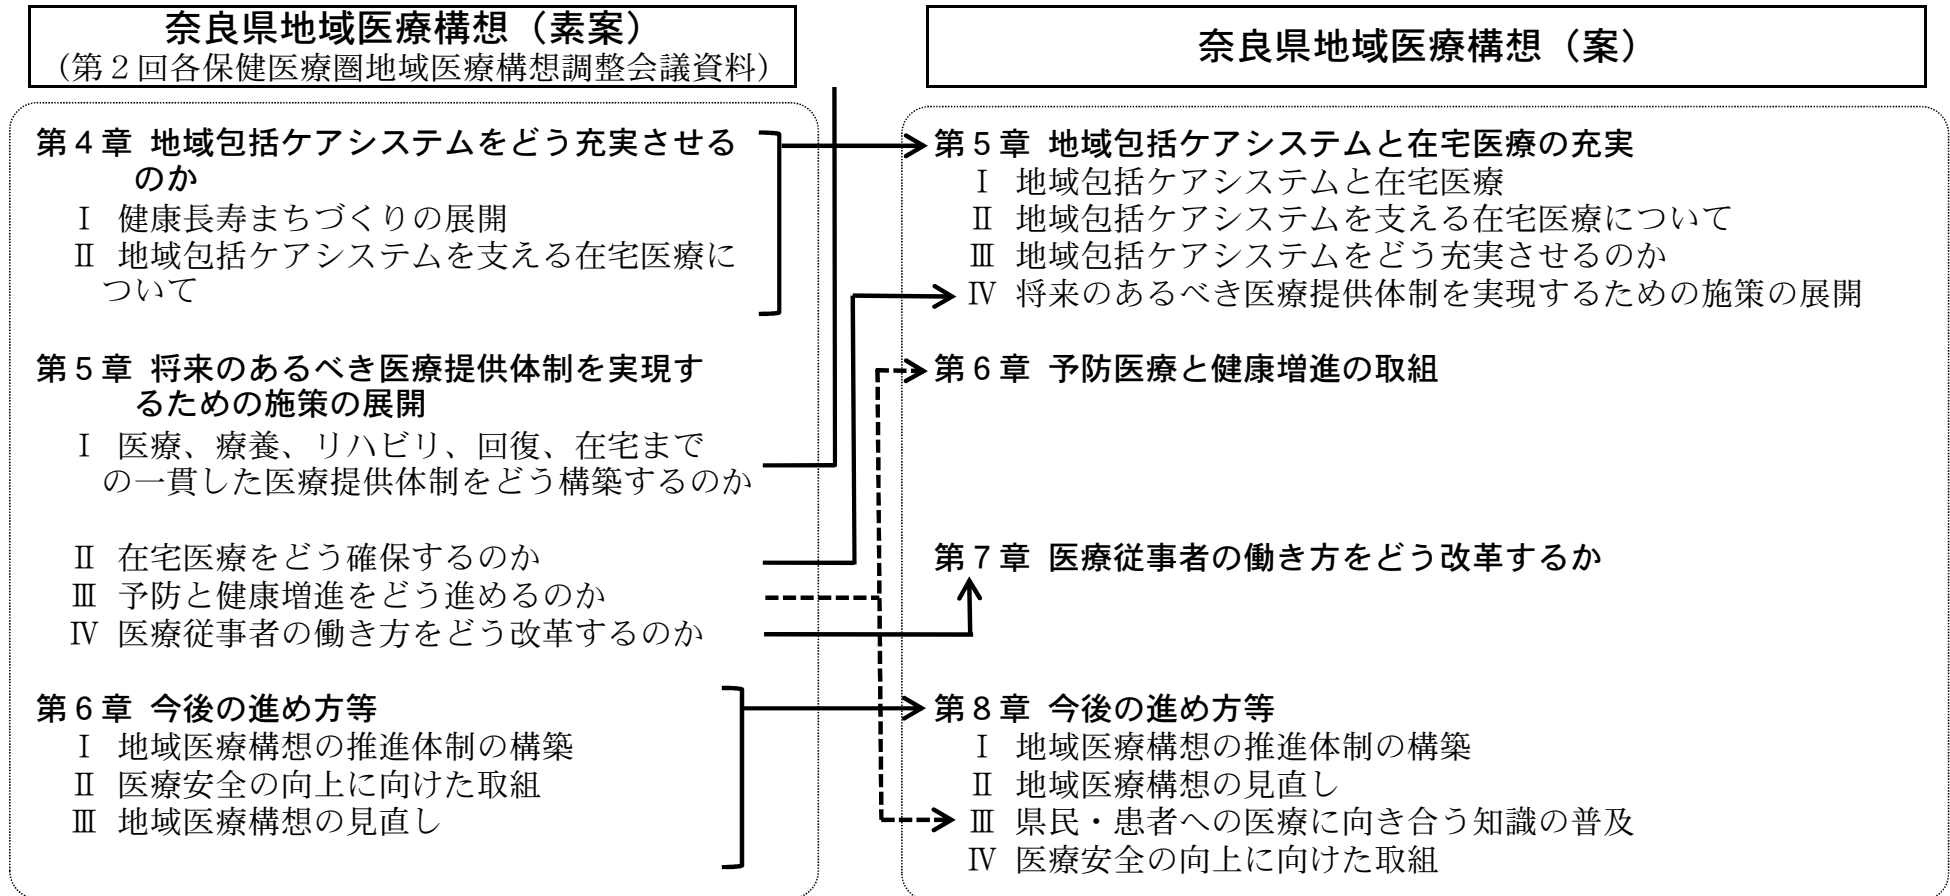 奈良県地域医療構想（素案）
（第２回各保健医療圏地域医療構想調整会議資料）
第４章 地域包括ケアシステムをどう充実させる
のか
Ⅰ 健康長寿まちづくりの展開
Ⅱ 地域包括ケアシステムを支える在宅医療に
ついて
第５章 将来のあるべき医療提供体制を実現す
るための施策の展開
Ⅰ 医療、療養、リハビリ、回復、在宅まで
の一貫した医療提供体制をどう構築するのか
Ⅱ 在宅医療をどう確保するのか
Ⅲ 予防と健康増進をどう進めるのか
Ⅳ 医療従事者の働き方をどう改革するのか
第６章 今後の進め方等
Ⅰ 地域医療構想の推進体制の構築
Ⅱ 医療安全の向上に向けた取組
Ⅲ 地域医療構想の見直し
奈良県地域医療構想（案）
第５章 地域包括ケアシステムと在宅医療の充実
Ⅰ 地域包括ケアシステムと在宅医療
Ⅱ 地域包括ケアシステムを支える在宅医療について
Ⅲ 地域包括ケアシステムをどう充実させるのか
Ⅳ 将来のあるべき医療提供体制を実現するための施策の展開
第６章 予防医療と健康増進の取組
第７章 医療従事者の働き方をどう改革するか
第８章 今後の進め方等
Ⅰ 地域医療構想の推進体制の構築
Ⅱ 地域医療構想の見直し
Ⅲ 県民・患者への医療に向き合う知識の普及
Ⅳ 医療安全の向上に向けた取組